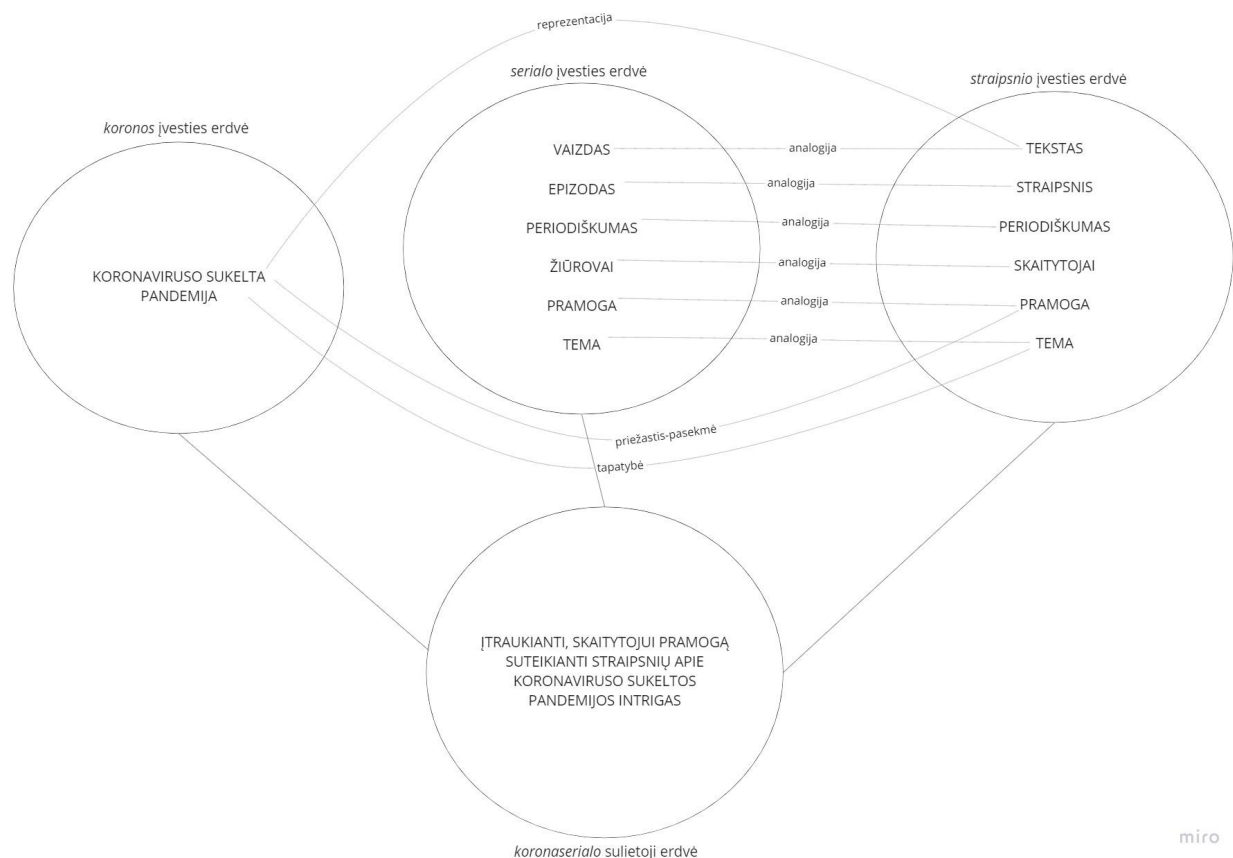 reprezentacija
serialo įvesties erdvė
straipsnio įvesties erdvė
koronos įvesties erdvė
VAIZDAS
analogija
TEKSTAS
EPIZODAS
analogija
STRAIPSNIS
PERIODIŠKUMAS
analogija
PERIODIŠKUMAS
ŽIŪROVAI
analogija
SKAITYTOJAI
KORONAVIRUSO SUKELTA
PANDEMIJA
PRAMOGA
analogija
PRAMOGA
TEMA
analogija
TEMA
priežastis-pasekmė
tapatybė
ĮTRAUKIANTI, SKAITYTOJUI PRAMOGĄ
SUTEIKIANTI STRAIPSNIŲ APIE
KORONAVIRUSO SUKELTOS
PANDEMIJOS INTRIGAS
koronaserialo sulietoji erdvė
miro